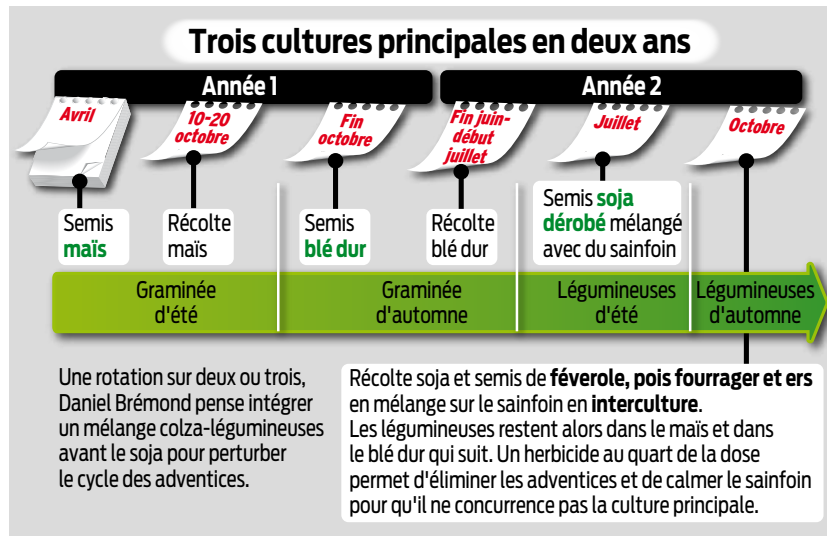 Trois cultures principales en deux ans
Année 1
Année 2
Avril
10-20
octobre
Fin
octobre
Fin juin-
début
juillet
Juillet
Octobre
Semis
maïs
Récolte
maïs
Semis
blé dur
Récolte
blé dur
Semis soja
dérobé mélangé
avec du sainfoin
Graminée
d'été
Graminée
d'automne
Légumineuses
d'été
Légumineuses
d'automne
Une rotation sur deux ou trois,
Daniel Brémond pense intégrer
un mélange colza-légumineuses
avant le soja pour perturber
le cycle des adventices.
Récolte soja et semis de féverole, pois fourrager et ers
en mélange sur le sainfoin en interculture.
Les légumineuses restent alors dans le maïs et dans
le blé dur qui suit. Un herbicide au quart de la dose
permet d'éliminer les adventices et de calmer le sainfoin
pour qu'il ne concurrence pas la culture principale.